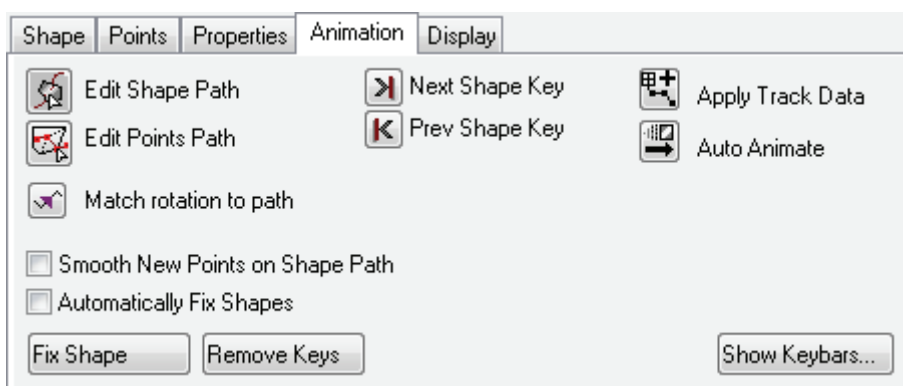 Shape Points Properties Animation Display
Edit Shape Path
Next Shape Key
Apply Track Data
Edit Points Path
Prev Shape Key
Auto Animate
Match rotation to path
Smooth New Points on Shape Path
Automatically Fix Shapes
Fix Shape
Remove Keys
Show Keybars...